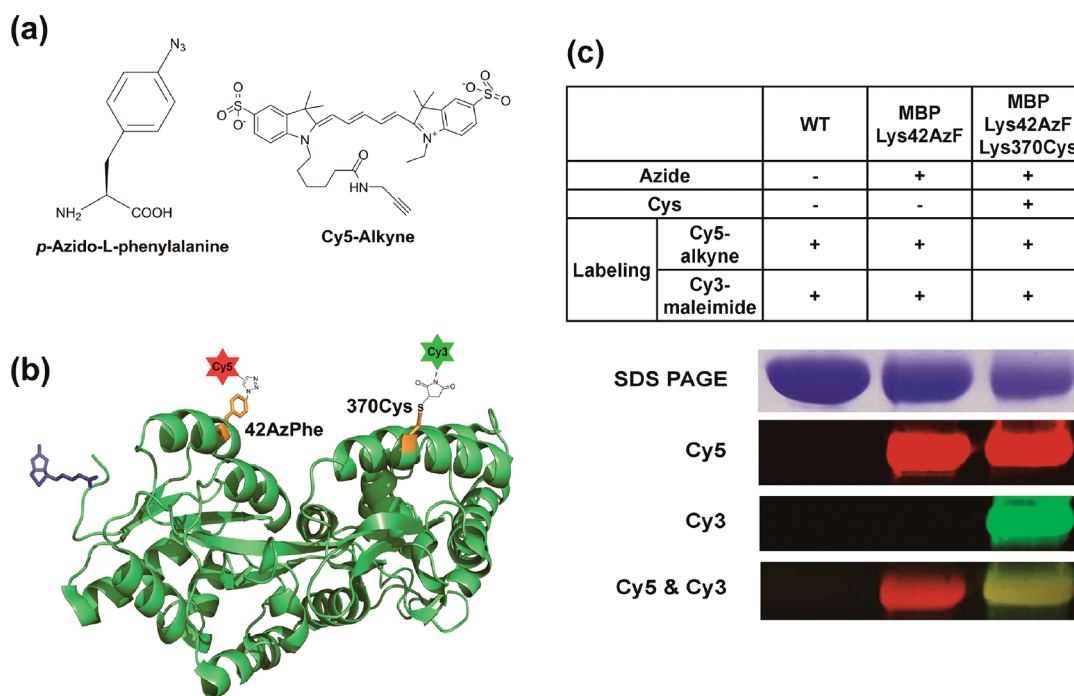 (a)
N₃
NH₂
COOH
p-Azido-L-phenylalanine
O
O
S
⁻O
O
O⁻
S
O
N
N⁺
O
HN
Cy5-Alkyne
(b)
Cy5
N
N
N
42AzPhe
Cy3
N
O
O
S
370Cys
(c)
WT
MBP
Lys42AzF
MBP
Lys42AzF
Lys370Cys
Azide - + +
Cys - - +
Labeling
Cy5-
alkyne
+ + +
Cy3-
maleimide
+ + +
SDS PAGE
Cy5
Cy3
Cy5 & Cy3